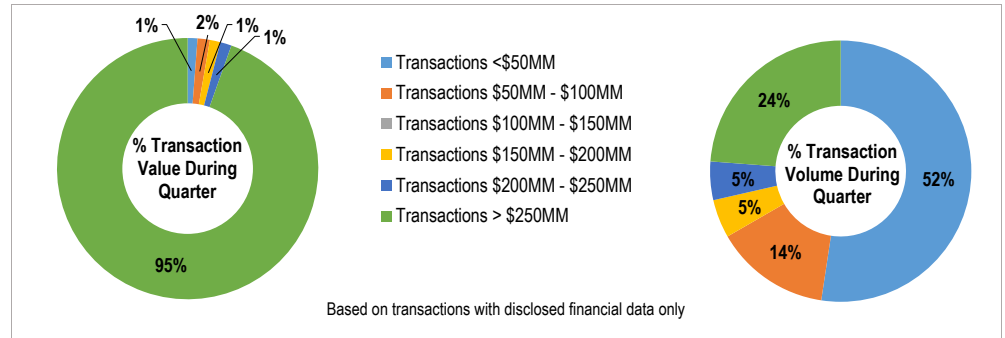 1%
2%
1%
1%
% Transaction
Value During
Quarter
95%
Transactions <$50MM
Transactions $50MM - $100MM
Transactions $100MM - $150MM
Transactions $150MM - $200MM
Transactions $200MM - $250MM
Transactions > $250MM
24%
% Transaction
Volume During
Quarter
52%
5%
5%
14%
Based on transactions with disclosed financial data only